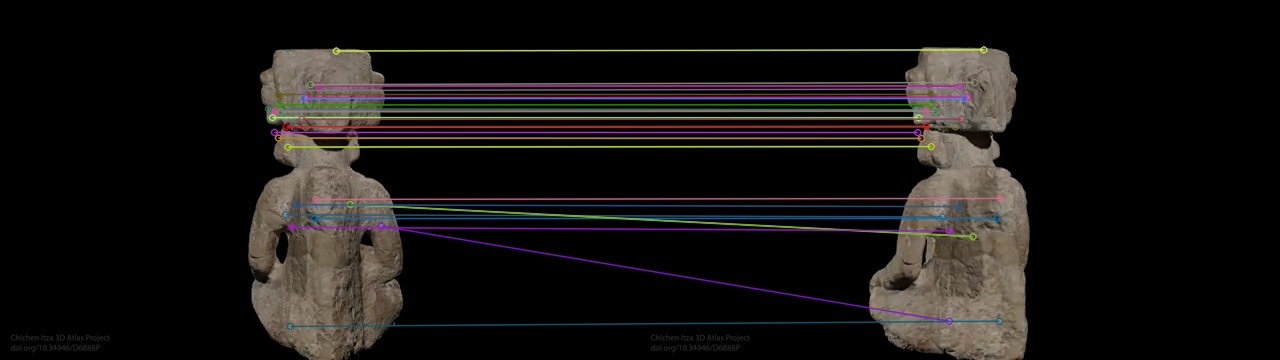 Chichen Itza 3D Atlas Project
doi.org/10.34946/D6B88P
Chichen Itza 3D Atlas Project
doi.org/10.34946/D6B88P